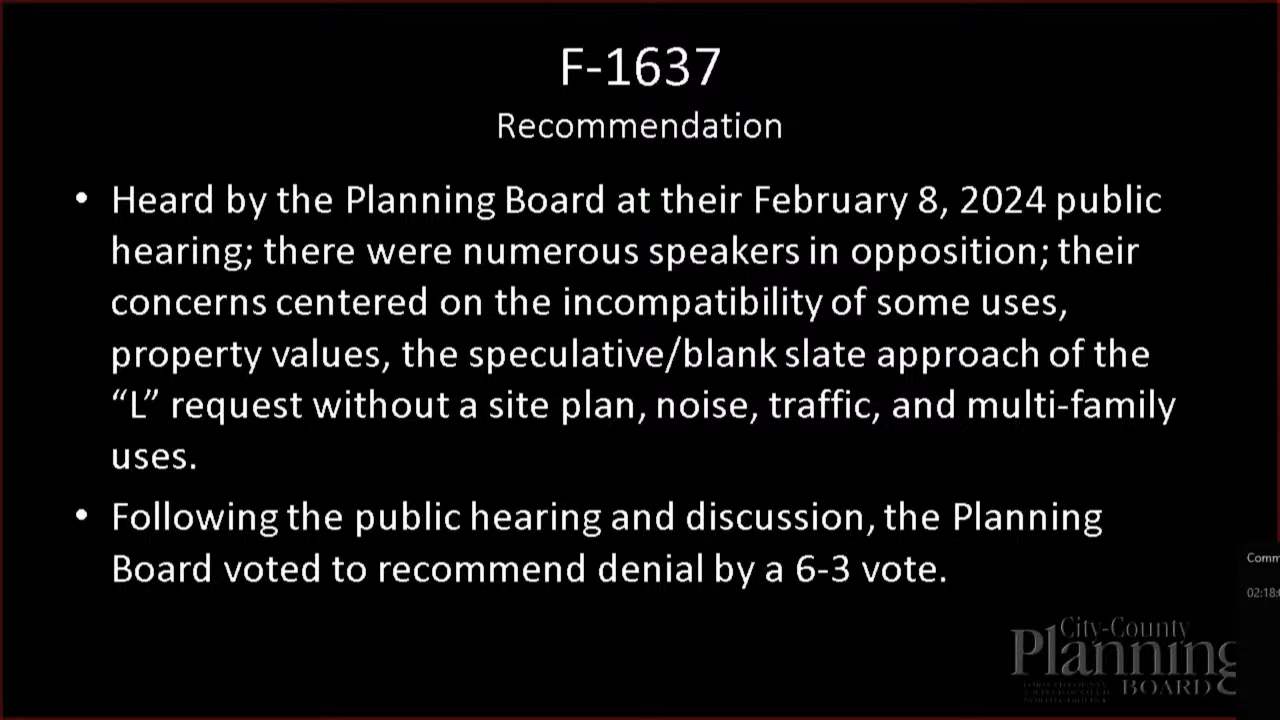 F-1637
Recommendation
• Heard by the Planning Board at their February 8, 2024 public
hearing; there were numerous speakers in opposition; their
concerns centered on the incompatibility of some uses,
property values, the speculative/blank slate approach of the
“L” request without a site plan, noise, traffic, and multi-family
uses.
• Following the public hearing and discussion, the Planning
Board voted to recommend denial by a 6-3 vote.
Comm
02:18:
City-County
Planning
BOARD